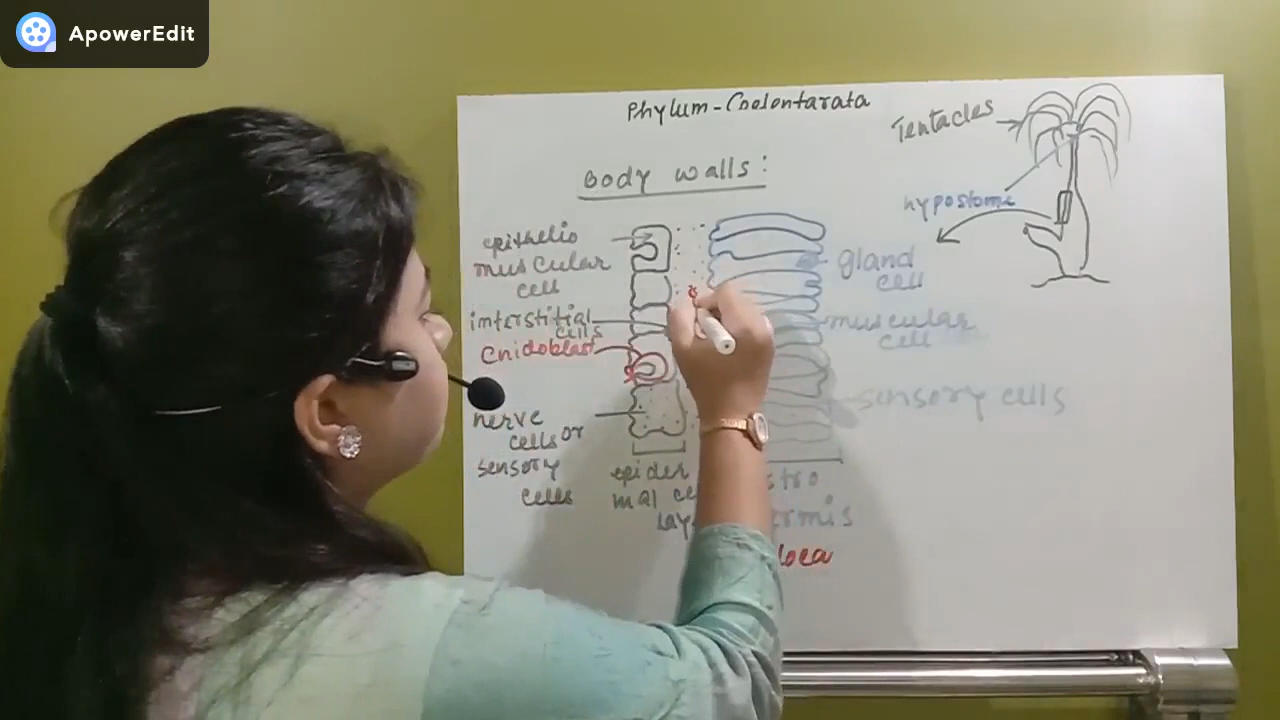 ApowerEdit
Phylum-Coelontarata
Body walls:
Tentacles
hypostome
epithelio
muscular
cell
interstitial
cells
Cnidoblast
nerve
cells or
sensory
cells
gland
cell
muscular
cell
sensory cells
epider
mal